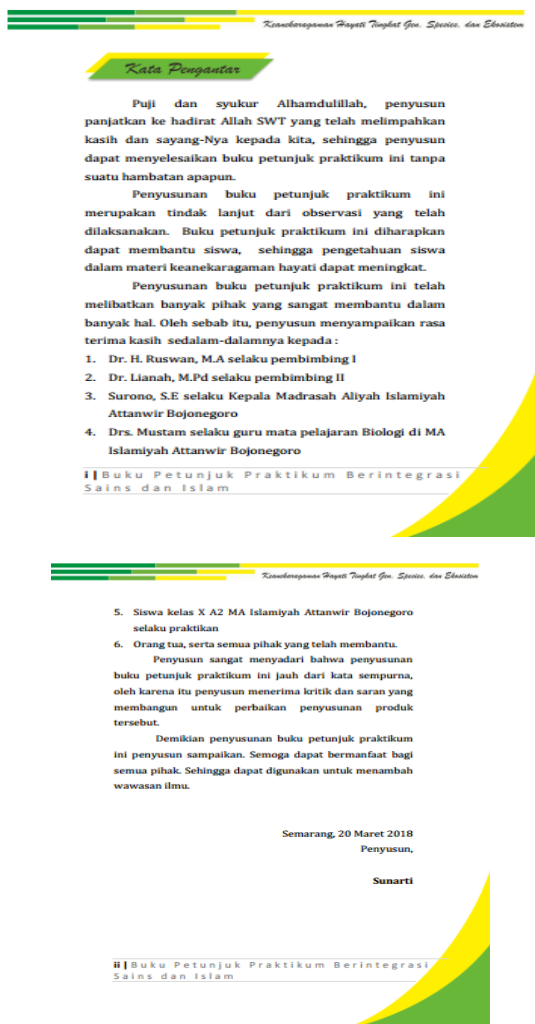 Keanekaragaman Hayati Tingkat Gen, Spesies, dan Ekosistem
Kata Pengantar
Puji dan syukur Alhamdulillah, penyusun
panjatkan ke hadirat Allah SWT yang telah melimpahkan
kasih dan sayang-Nya kepada kita, sehingga penyusun
dapat menyelesaikan buku petunjuk praktikum ini tanpa
suatu hambatan apapun.
Penyusunan buku petunjuk praktikum ini
merupakan tindak lanjut dari observasi yang telah
dilaksanakan. Buku petunjuk praktikum ini diharapkan
dapat membantu siswa, sehingga pengetahuan siswa
dalam materi keanekaragaman hayati dapat meningkat.
Penyusunan buku petunjuk praktikum ini telah
melibatkan banyak pihak yang sangat membantu dalam
banyak hal. Oleh sebab itu, penyusun menyampaikan rasa
terima kasih sedalam-dalamnya kepada :
1. Dr. H. Ruswan, M.A selaku pembimbing I
2. Dr. Lianah, M.Pd selaku pembimbing II
3. Surono, S.E selaku Kepala Madrasah Aliyah Islamiyah
Attanwir Bojonegoro
4. Drs. Mustam selaku guru mata pelajaran Biologi di MA
Islamiyah Attanwir Bojonegoro
i | Buku Petunjuk Praktikum Berintegrasi
Sains dan Islam
Keanekaragaman Hayati Tingkat Gen, Spesies, dan Ekosistem
5. Siswa kelas X A2 MA Islamiyah Attanwir Bojonegoro
selaku praktikan
6. Orang tua, serta semua pihak yang telah membantu.
Penyusun sangat menyadari bahwa penyusunan
buku petunjuk praktikum ini jauh dari kata sempurna,
oleh karena itu penyusun menerima kritik dan saran yang
membangun untuk perbaikan penyusunan produk
tersebut.
Demikian penyusunan buku petunjuk praktikum
ini penyusun sampaikan. Semoga dapat bermanfaat bagi
semua pihak. Sehingga dapat digunakan untuk menambah
wawasan ilmu.
Semarang, 20 Maret 2018
Penyusun,
Sunarti
ii | Buku Petunjuk Praktikum Berintegrasi
Sains dan Islam